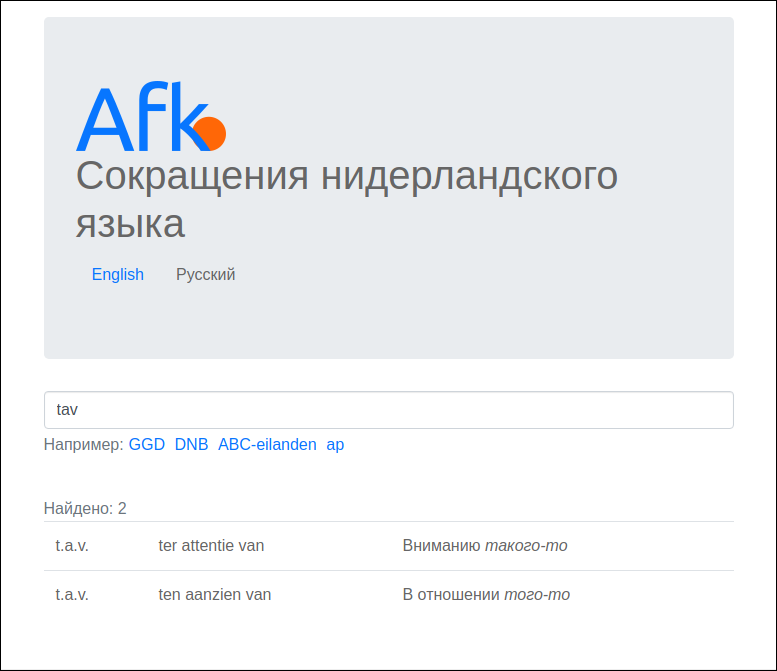 Afk
Сокращения нидерландского
языка
English Русский
tav
Например: GGD DNB ABC-eilanden ap
Найдено: 2
t.a.v. ter attentie van Вниманию такого-то
t.a.v. ten aanzien van В отношении того-то